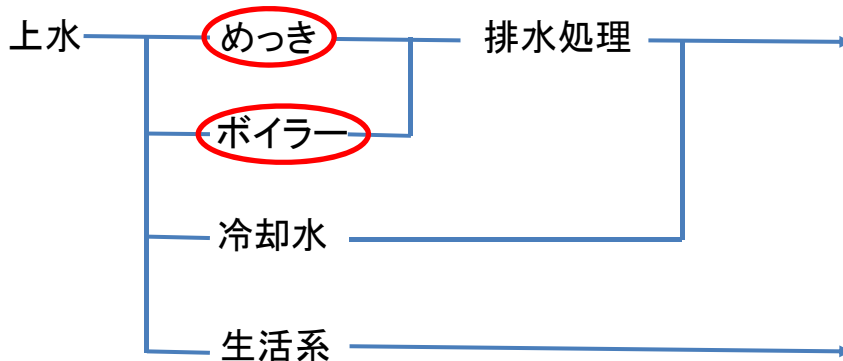 上水
めっき
排水処理
ボイラー
冷却水
生活系